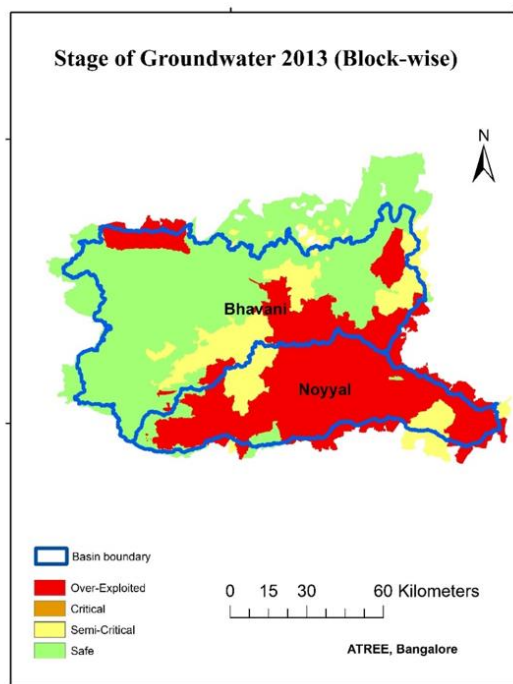 Stage of Groundwater 2013 (Block-wise)
N
Bhavani
Noyyal
Basin boundary
Over-Exploited
Critical
Semi-Critical
Safe
0 15 30 60 Kilometers
ATREE, Bangalore